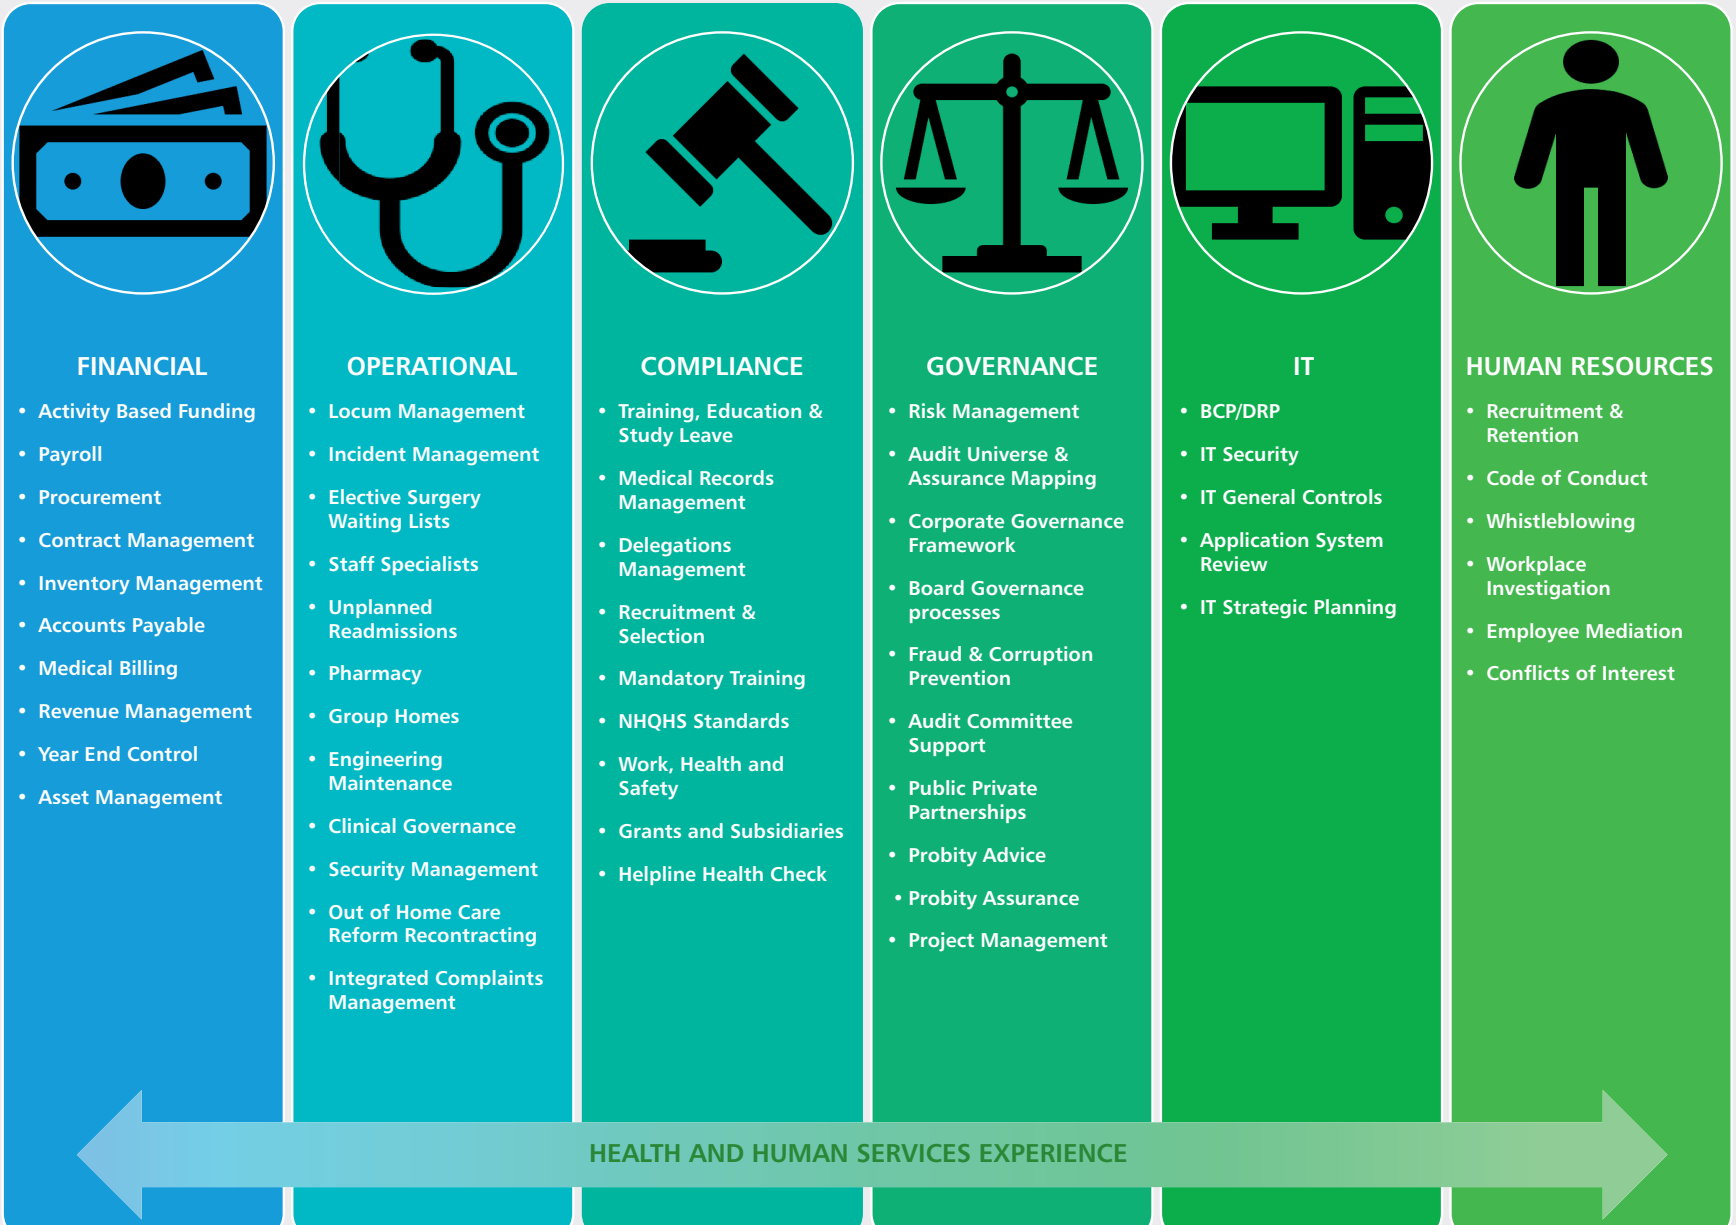 FINANCIAL
• Activity Based Funding
• Payroll
• Procurement
• Contract Management
• Inventory Management
• Accounts Payable
• Medical Billing
• Revenue Management
• Year End Control
• Asset Management
OPERATIONAL
• Locum Management
• Incident Management
• Elective Surgery
Waiting Lists
• Staff Specialists
• Unplanned
Readmissions
• Pharmacy
• Group Homes
• Engineering
Maintenance
• Clinical Governance
• Security Management
• Out of Home Care
Reform Recontracting
• Integrated Complaints
Management
COMPLIANCE
• Training, Education &
Study Leave
• Medical Records
Management
• Delegations
Management
• Recruitment &
Selection
• Mandatory Training
• NHQHS Standards
• Work, Health and
Safety
• Grants and Subsidiaries
• Helpline Health Check
GOVERNANCE
• Risk Management
• Audit Universe &
Assurance Mapping
• Corporate Governance
Framework
• Board Governance
processes
• Fraud & Corruption
Prevention
• Audit Committee
Support
• Public Private
Partnerships
• Probity Advice
• Probity Assurance
• Project Management
IT
• BCP/DRP
• IT Security
• IT General Controls
• Application System
Review
• IT Strategic Planning
HUMAN RESOURCES
• Recruitment &
Retention
• Code of Conduct
• Whistleblowing
• Workplace
Investigation
• Employee Mediation
• Conflicts of Interest
HEALTH AND HUMAN SERVICES EXPERIENCE